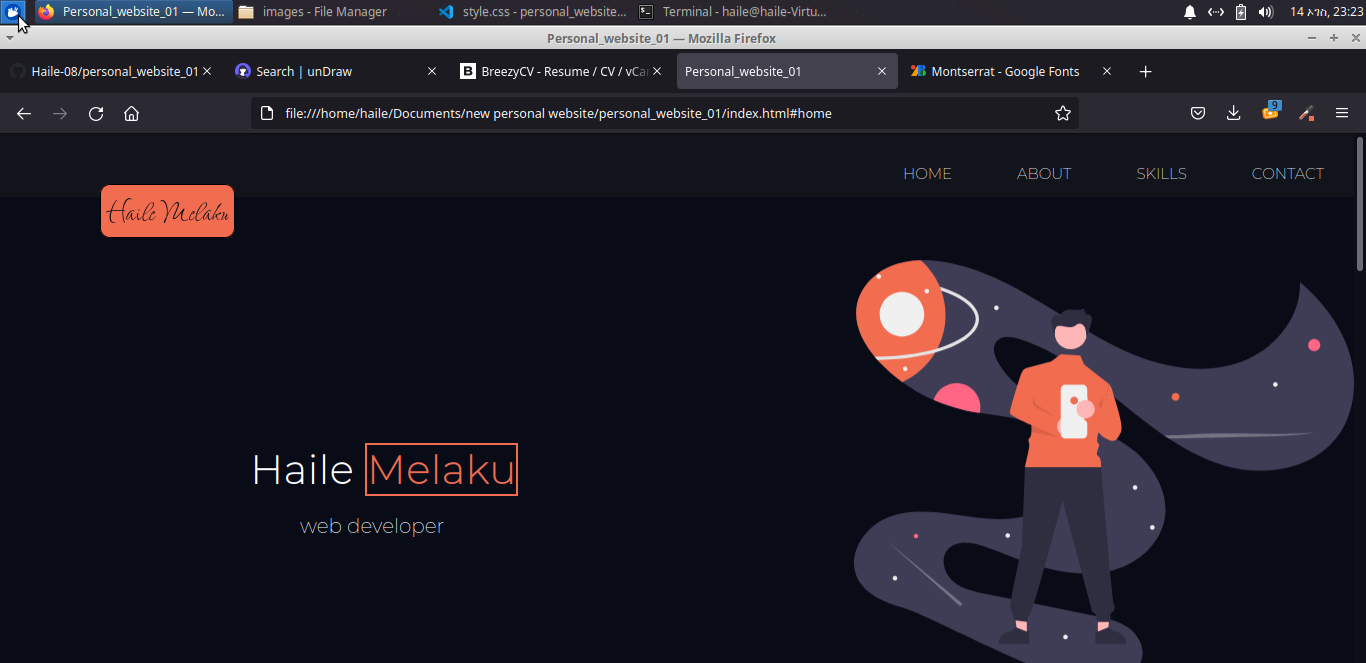 Personal_website_01 — Mo...
images - File Manager
style.css - personal_website...
Terminal - haile@haile-Virtu...
14 ኦገስ, 23:23
Personal_website_01 — Mozilla Firefox
Haile-08/personal_website_01
Search | unDraw
B
BreezyCV - Resume / CV / vCa
Personal_website_01
Montserrat - Google Fonts
file:///home/haile/Documents/new personal website/personal_website_01/index.html#home
9
HOME
ABOUT
SKILLS
CONTACT
Haile Melaku
Haile Melaku
web developer